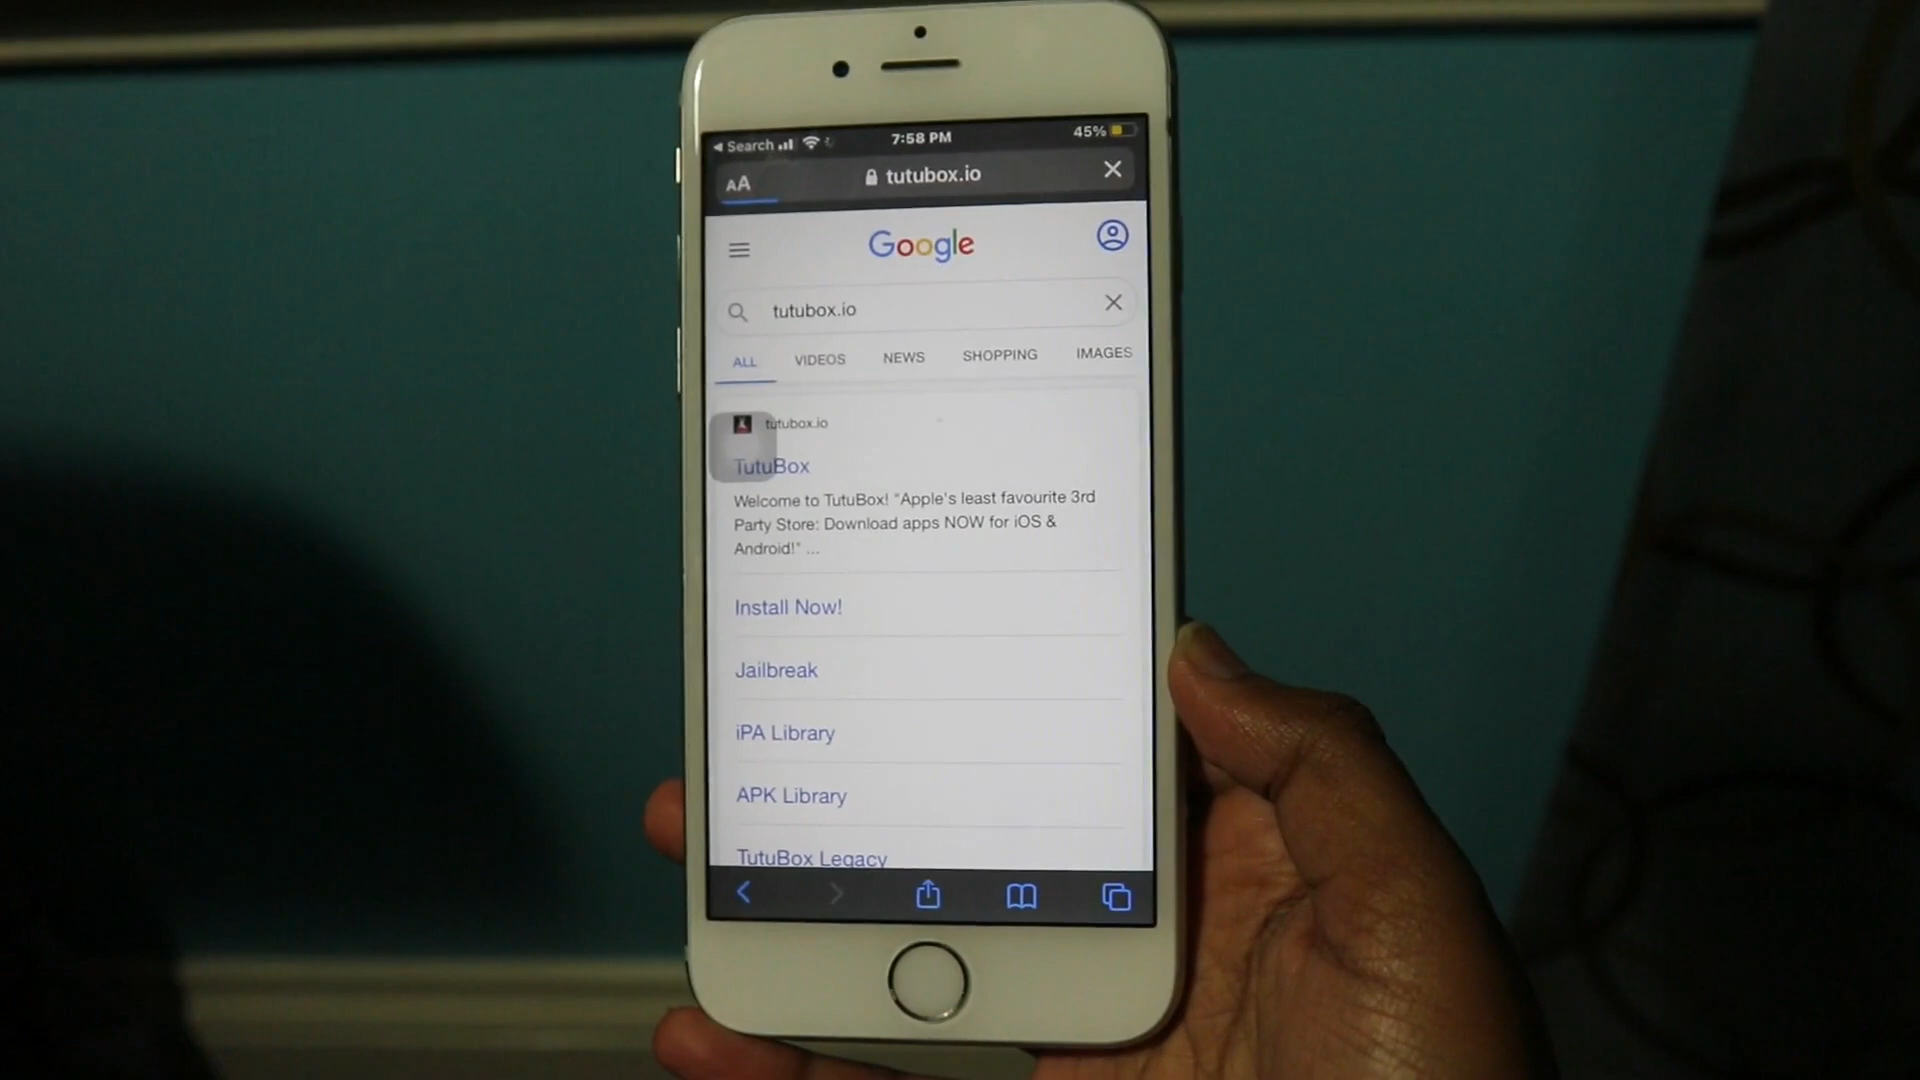 Search
7:58 PM
45%
AA
tutubox.io
Google
tutubox.io
ALL VIDEOS NEWS SHOPPING IMAGES
tutubox.io
TutuBox
Welcome to TutuBox! "Apple's least favourite 3rd
Party Store: Download apps NOW for iOS &
Android!" ...
Install Now!
Jailbreak
iPA Library
APK Library
TutuBox Legacy